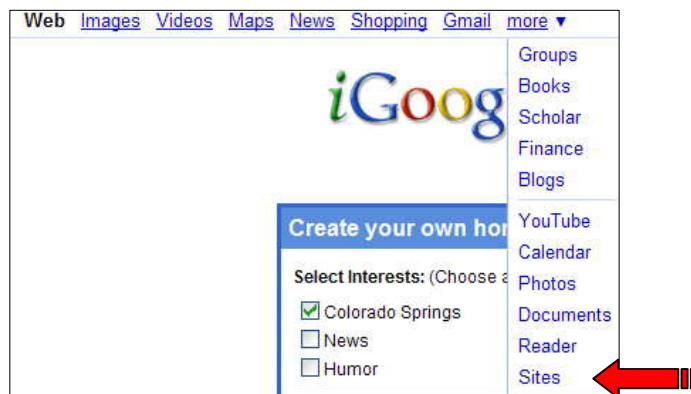 Web Images Videos Maps News Shopping Gmail more ▼
Groups
Books
Scholar
Finance
Blogs
YouTube
Calendar
Photos
Documents
Reader
Sites
iGoog
Create your own ho
Select Interests: (Choose a
Colorado Springs
News
Humor